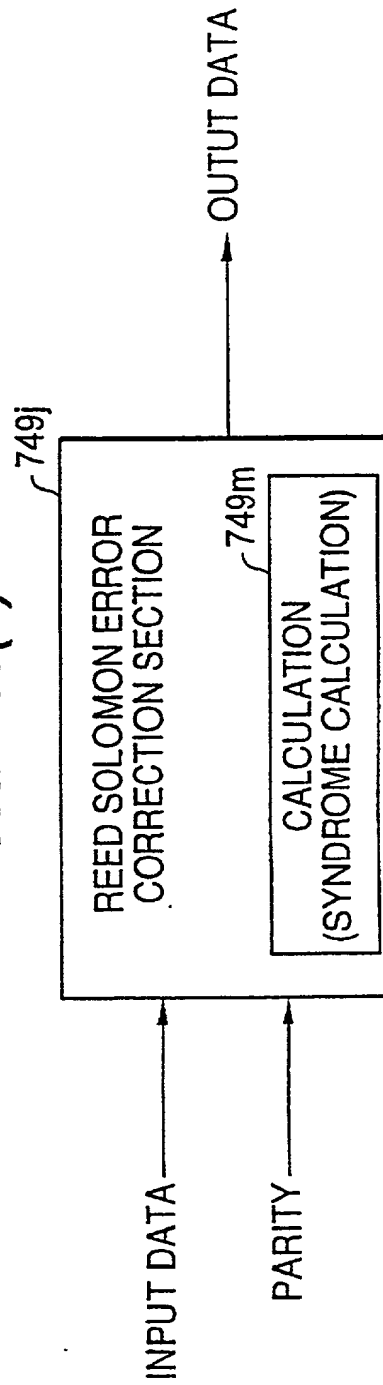 749j
REED SOLOMON ERROR
CORRECTION SECTION
749m
CALCULATION
(SYNDROME CALCULATION)
INPUT DATA
PARITY
OUTUT DATA